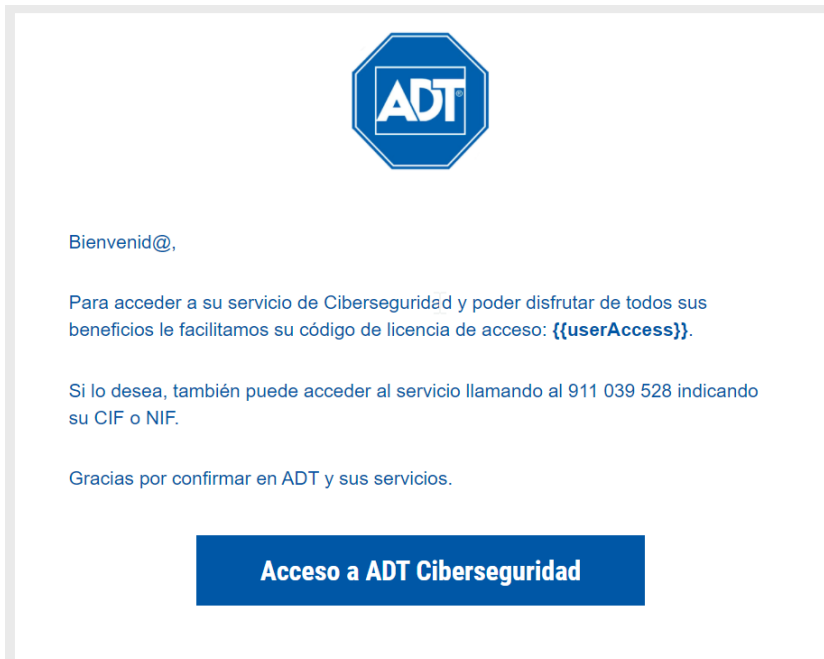 ADT®
Bienvenid@,
Para acceder a su servicio de Ciberseguridad y poder disfrutar de todos sus
beneficios le facilitamos su código de licencia de acceso: {{userAccess}}.
Si lo desea, también puede acceder al servicio llamando al 911 039 528 indicando
su CIF o NIF.
Gracias por confirmar en ADT y sus servicios.
Acceso a ADT Ciberseguridad